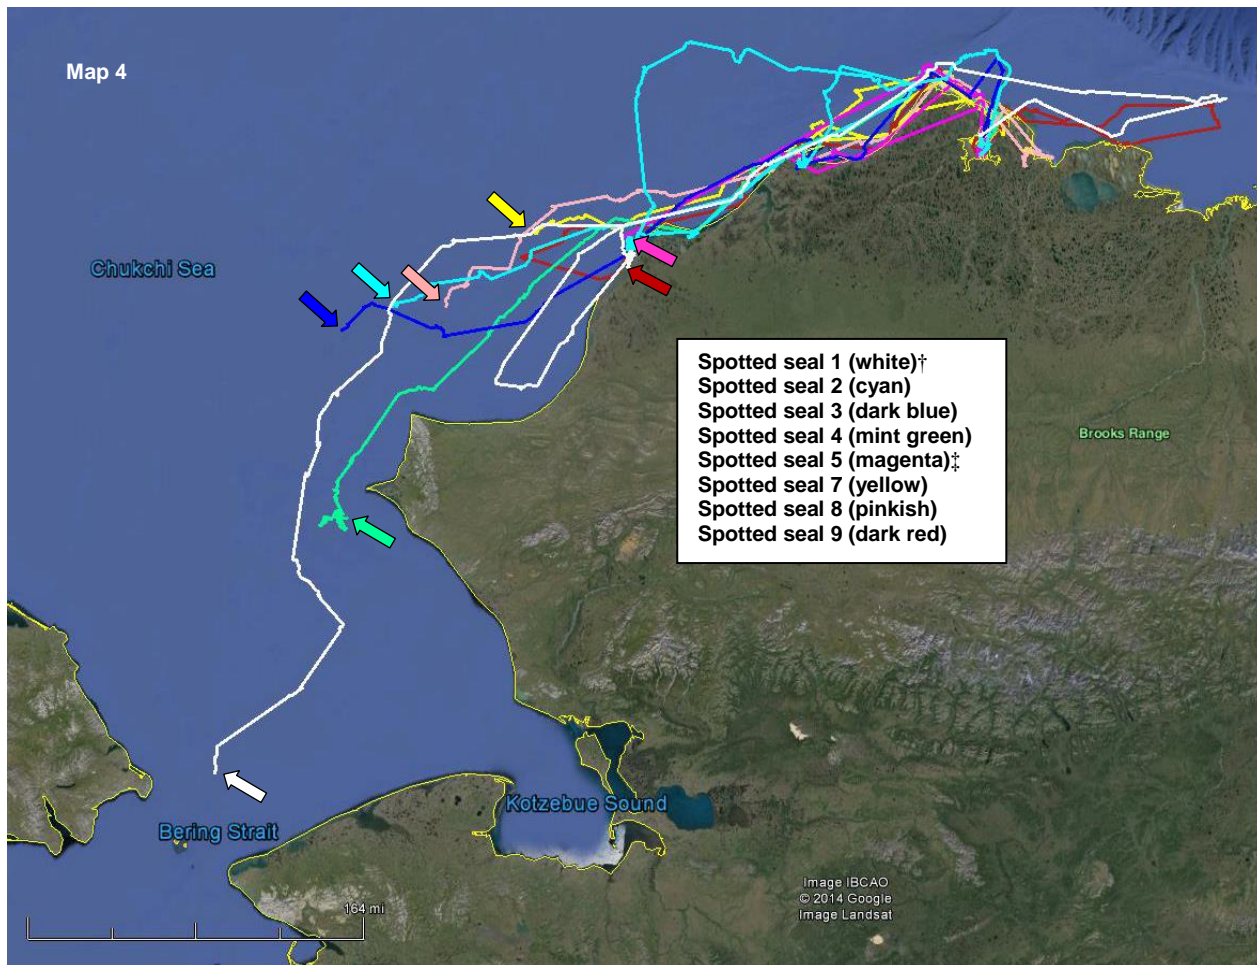 Map 4
Chukchi Sea
Spotted seal 1 (white)†
Spotted seal 2 (cyan)
Spotted seal 3 (dark blue)
Spotted seal 4 (mint green)
Spotted seal 5 (magenta)‡
Spotted seal 7 (yellow)
Spotted seal 8 (pinkish)
Spotted seal 9 (dark red)
Brooks Range
Kotzebue Sound
Bering Strait
164 mi
Image IBCAO
© 2014 Google
Image Landsat